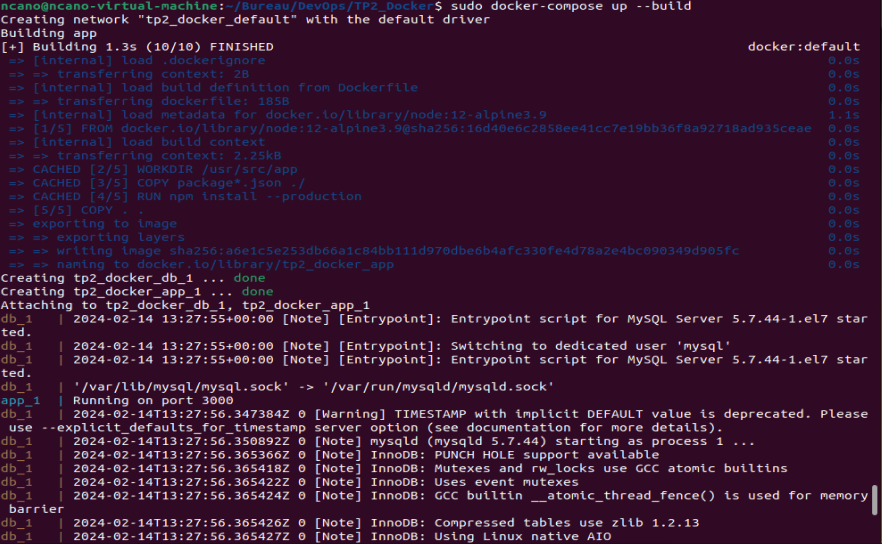 ncano@ncano-virtual-machine:~/Bureau/DevOps/TP2_Docker$ sudo docker-compose up --build
Creating network "tp2_docker_default" with the default driver
Building app
[+] Building 1.3s (10/10) FINISHED docker:default
=> [internal] load .dockerignore 0.0s
=> => transferring context: 2B 0.0s
=> [internal] load build definition from Dockerfile 0.0s
=> => transferring dockerfile: 185B 0.0s
=> [internal] load metadata for docker.io/library/node:12-alpine3.9 1.1s
=> [1/5] FROM docker.io/library/node:12-alpine3.9@sha256:16d40e6c2858ee41cc7e19bb36f8a92718ad935ceae 0.0s
=> [internal] load build context 0.0s
=> => transferring context: 2.25kB 0.0s
=> CACHED [2/5] WORKDIR /usr/src/app 0.0s
=> CACHED [3/5] COPY package*.json ./ 0.0s
=> CACHED [4/5] RUN npm install --production 0.0s
=> [5/5] COPY . . 0.0s
=> exporting to image 0.0s
=> => exporting layers 0.0s
=> => writing image sha256:a6e1c5e253db66a1c84bb111d970dbe6b4afc330fe4d78a2e4bc090349d905fc 0.0s
=> => naming to docker.io/library/tp2_docker_app 0.0s
Creating tp2_docker_db_1 ... done
Creating tp2_docker_app_1 ... done
Attaching to tp2_docker_db_1, tp2_docker_app_1
db_1 | 2024-02-14 13:27:55+00:00 [Note] [Entrypoint]: Entrypoint script for MySQL Server 5.7.44-1.el7 star
ted.
db_1 | 2024-02-14 13:27:55+00:00 [Note] [Entrypoint]: Switching to dedicated user 'mysql'
db_1 | 2024-02-14 13:27:55+00:00 [Note] [Entrypoint]: Entrypoint script for MySQL Server 5.7.44-1.el7 star
ted.
db_1 | '/var/lib/mysql/mysql.sock' -> '/var/run/mysqld/mysqld.sock'
app_1 | Running on port 3000
db_1 | 2024-02-14T13:27:56.347384Z 0 [Warning] TIMESTAMP with implicit DEFAULT value is deprecated. Please
use --explicit_defaults_for_timestamp server option (see documentation for more details).
db_1 | 2024-02-14T13:27:56.350892Z 0 [Note] mysqld (mysqld 5.7.44) starting as process 1 ...
db_1 | 2024-02-14T13:27:56.365366Z 0 [Note] InnoDB: PUNCH HOLE support available
db_1 | 2024-02-14T13:27:56.365418Z 0 [Note] InnoDB: Mutexes and rw_locks use GCC atomic builtins
db_1 | 2024-02-14T13:27:56.365422Z 0 [Note] InnoDB: Uses event mutexes
db_1 | 2024-02-14T13:27:56.365424Z 0 [Note] InnoDB: GCC builtin __atomic_thread_fence() is used for memory
barrier
db_1 | 2024-02-14T13:27:56.365426Z 0 [Note] InnoDB: Compressed tables use zlib 1.2.13
db_1 | 2024-02-14T13:27:56.365427Z 0 [Note] InnoDB: Using Linux native AIO